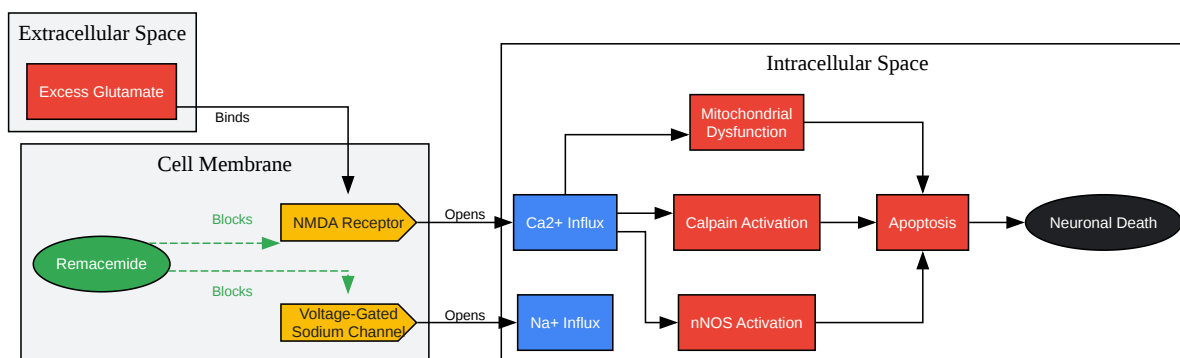 Extracellular Space
Excess Glutamate
Binds
Cell Membrane
Remacemide
Blocks
Blocks
NMDA Receptor
Voltage-Gated
Sodium Channel
Opens
Opens
Intracellular Space
Ca2+ Influx
Na+ Influx
Mitochondrial
Dysfunction
Calpain Activation
nNOS Activation
Apoptosis
Neuronal Death